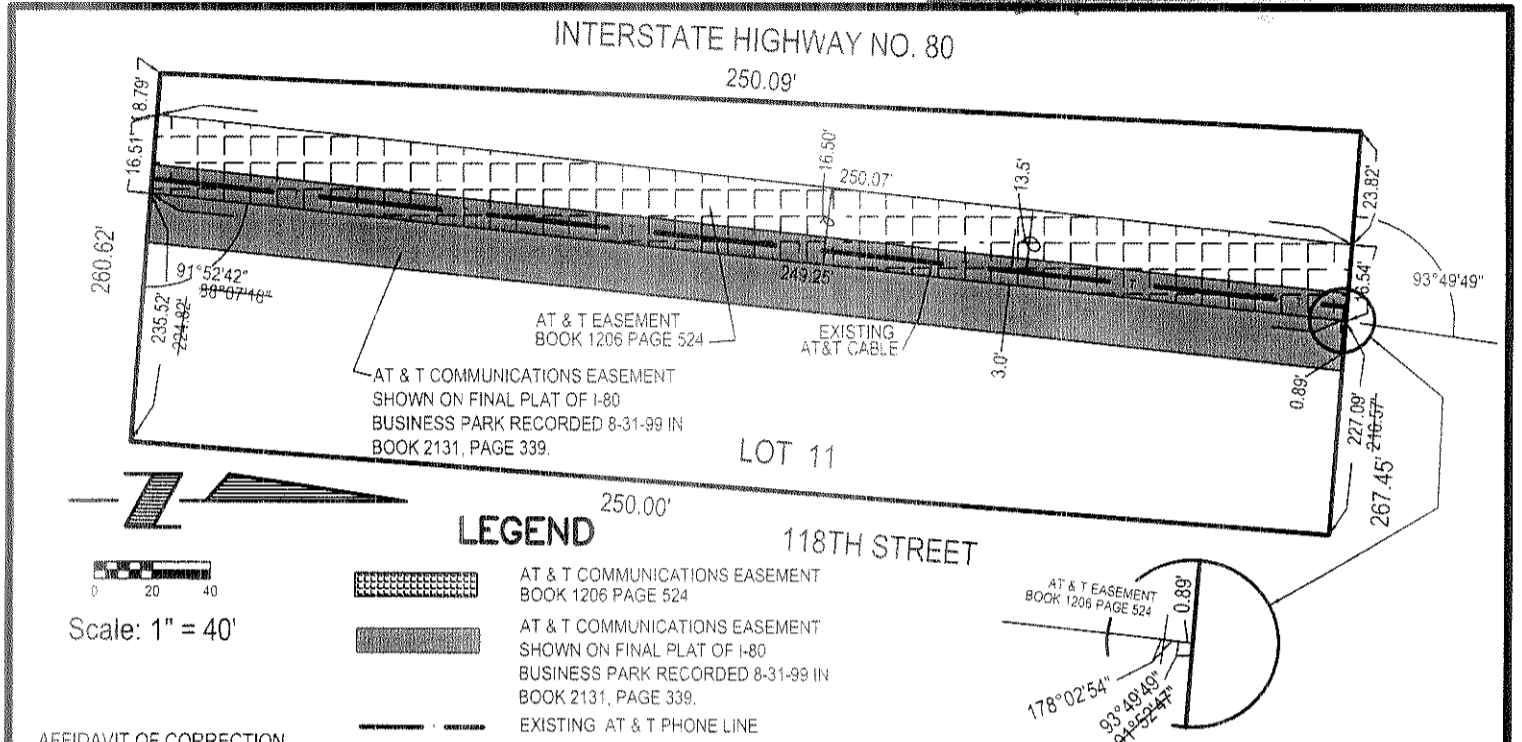 INTERSTATE HIGHWAY NO. 80
250.09'
8.79'
16.51'
16.50'
250.07'
13.5'
23.82'
93°49'49"
260.62'
91°52'42"
88°07'18"
235.52'
224.82'
249.25
16.54'
AT & T EASEMENT
BOOK 1206 PAGE 524
EXISTING
AT&T CABLE
3.0'
0.89'
AT & T COMMUNICATIONS EASEMENT
SHOWN ON FINAL PLAT OF I-80
BUSINESS PARK RECORDED 8-31-99 IN
BOOK 2131, PAGE 339.
LOT 11
227.09'
216.57'
267.45'
250.00'
118TH STREET
LEGEND
0 20 40
Scale: 1" = 40'
AT & T COMMUNICATIONS EASEMENT
BOOK 1206 PAGE 524
AT & T COMMUNICATIONS EASEMENT
SHOWN ON FINAL PLAT OF I-80
BUSINESS PARK RECORDED 8-31-99 IN
BOOK 2131, PAGE 339.
EXISTING AT & T PHONE LINE
AT & T EASEMENT
BOOK 1206 PAGE 524
0.89'
178°02'54"
93°49'49"
91°52'47"
AFFIDAVIT OF CORRECTION